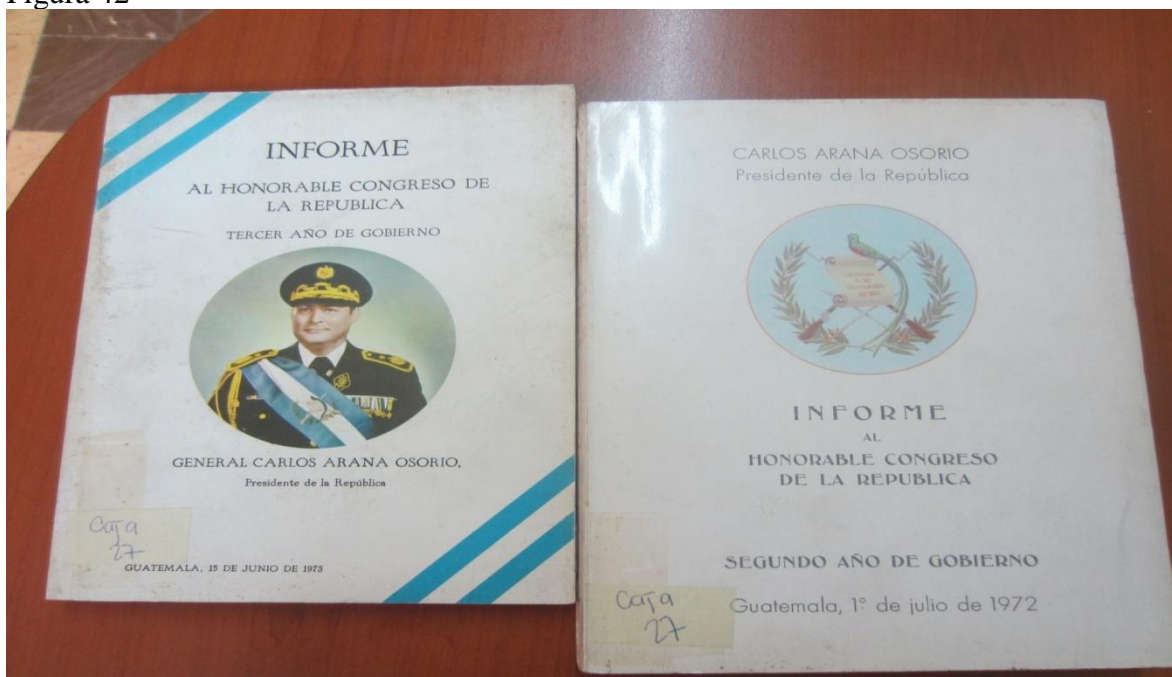 Figura 42
INFORME
AL HONORABLE CONGRESO DE
LA REPUBLICA
TERCER AÑO DE GOBIERNO
GENERAL CARLOS ARANA OSORIO,
Presidente de la República
Caja
27
GUATEMALA, 15 DE JUNIO DE 1973
CARLOS ARANA OSORIO
Presidente de la República
INFORME
AL
HONORABLE CONGRESO
DE LA REPUBLICA
SEGUNDO AÑO DE GOBIERNO
Caja
27
Guatemala, 1º de julio de 1972